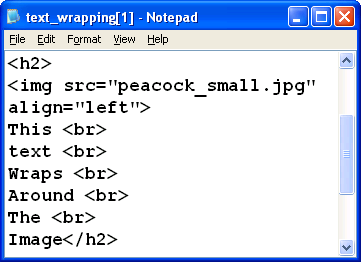 text_wrapping[1] - Notepad
File Edit Format View Help
<h2>
<img src="peacock_small.jpg"
align="left">
This <br>
text <br>
Wraps <br>
Around <br>
The <br>
Image</h2>